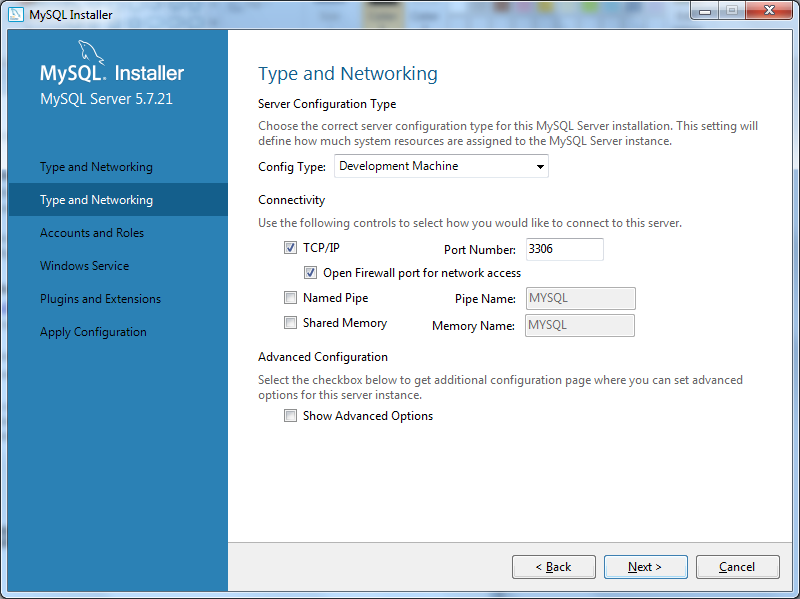 MySQL Installer
MySQL. Installer
MySQL Server 5.7.21
Type and Networking
Type and Networking
Accounts and Roles
Windows Service
Plugins and Extensions
Apply Configuration
Type and Networking
Server Configuration Type
Choose the correct server configuration type for this MySQL Server installation. This setting will
define how much system resources are assigned to the MySQL Server instance.
Config Type: Development Machine
Connectivity
Use the following controls to select how you would like to connect to this server.
TCP/IP Port Number: 3306
Open Firewall port for network access
Named Pipe Pipe Name: MYSQL
Shared Memory Memory Name: MYSQL
Advanced Configuration
Select the checkbox below to get additional configuration page where you can set advanced
options for this server instance.
Show Advanced Options
< Back Next > Cancel